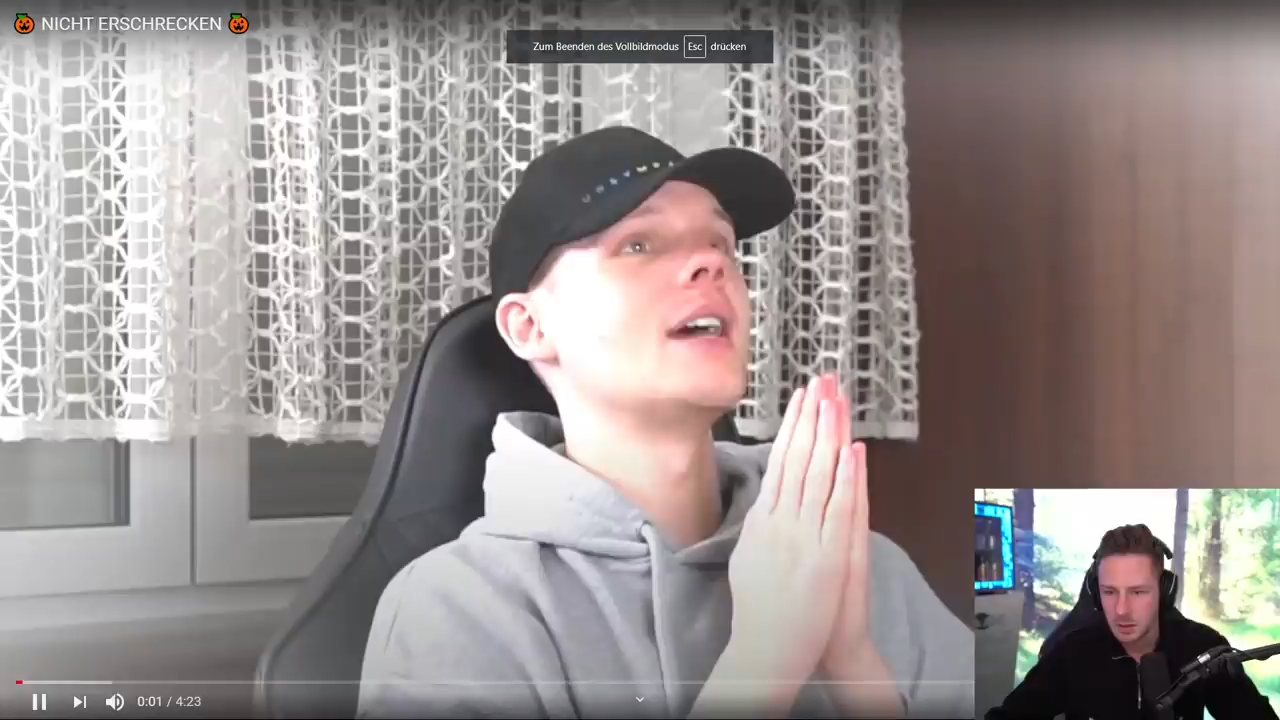 🎃 NICHT ERSCHRECKEN 🎃
Zum Beenden des Vollbildmodus Esc drücken
0:01 / 4:23